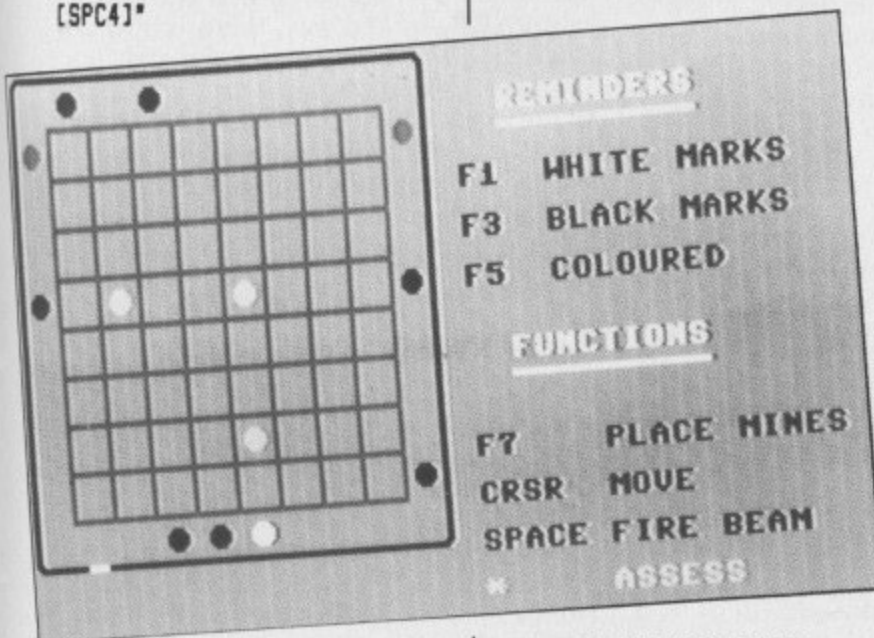 [SPC4]"
REMINDERS
F1 WHITE MARKS
F3 BLACK MARKS
F5 COLOURED
FUNCTIONS
F7 PLACE MINES
CRSR MOVE
SPACE FIRE BEAM
* ASSESS